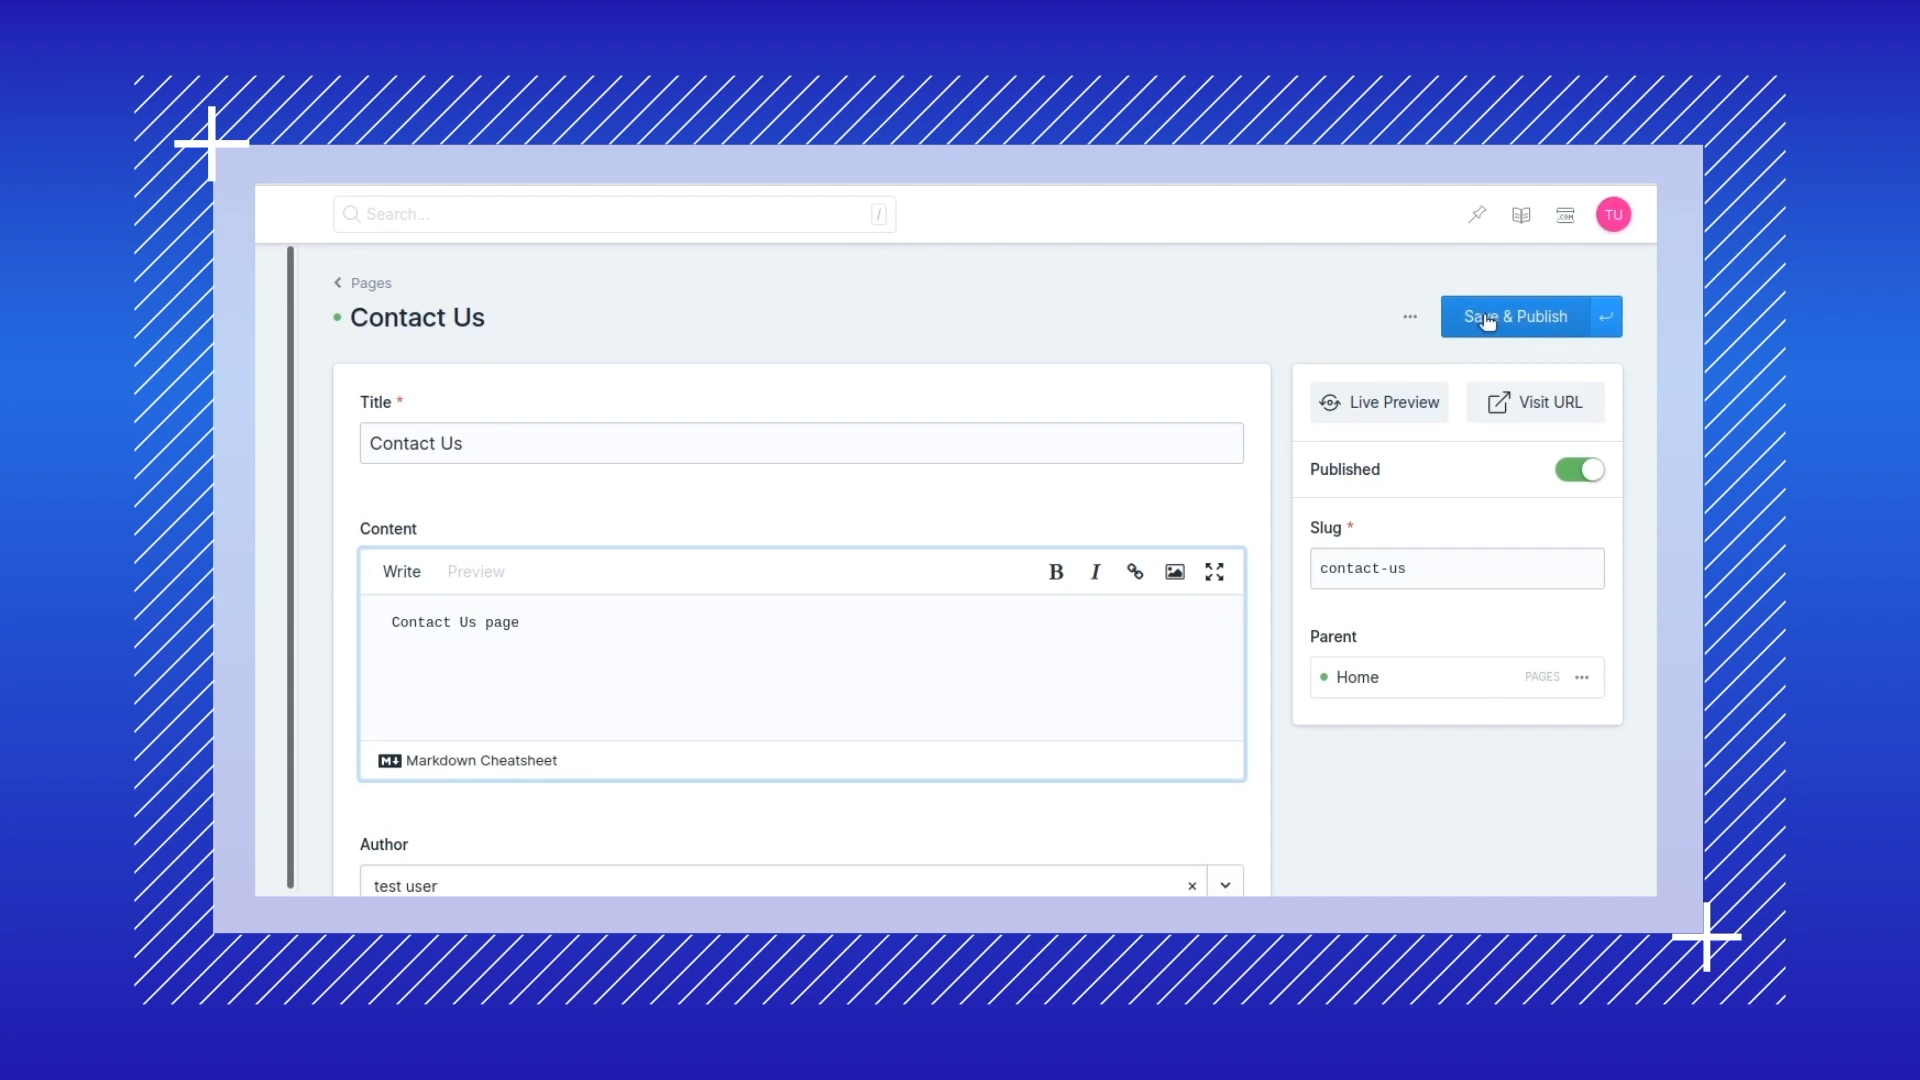 Search... /
.COM
TU
Pages
Contact Us
Save & Publish
Title *
Contact Us
Live Preview
Visit URL
Published
Content
Slug *
Write Preview B I
contact-us
Contact Us page
Parent
Home PAGES
M Markdown Cheatsheet
Author
test user